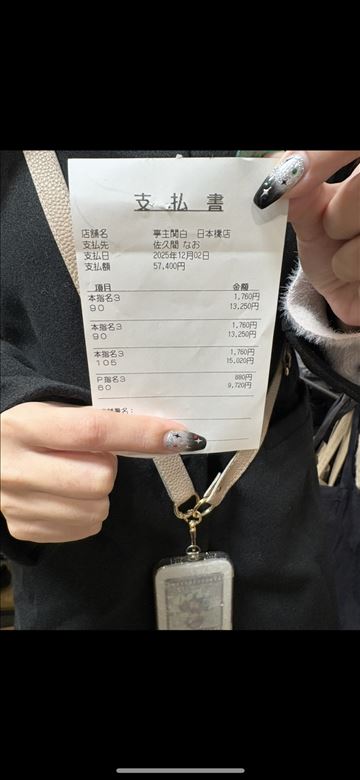 支払書
店舗名 亭主関白 日本橋店
支払先 佐久間 なお
支払日 2025年12月02日
支払額 57,400円
項目 金額
本指名3 1,760円
90 13,250円
本指名3 1,760円
90 13,250円
本指名3 1,760円
105 15,020円
P指名3 880円
60 9,720円
署名: